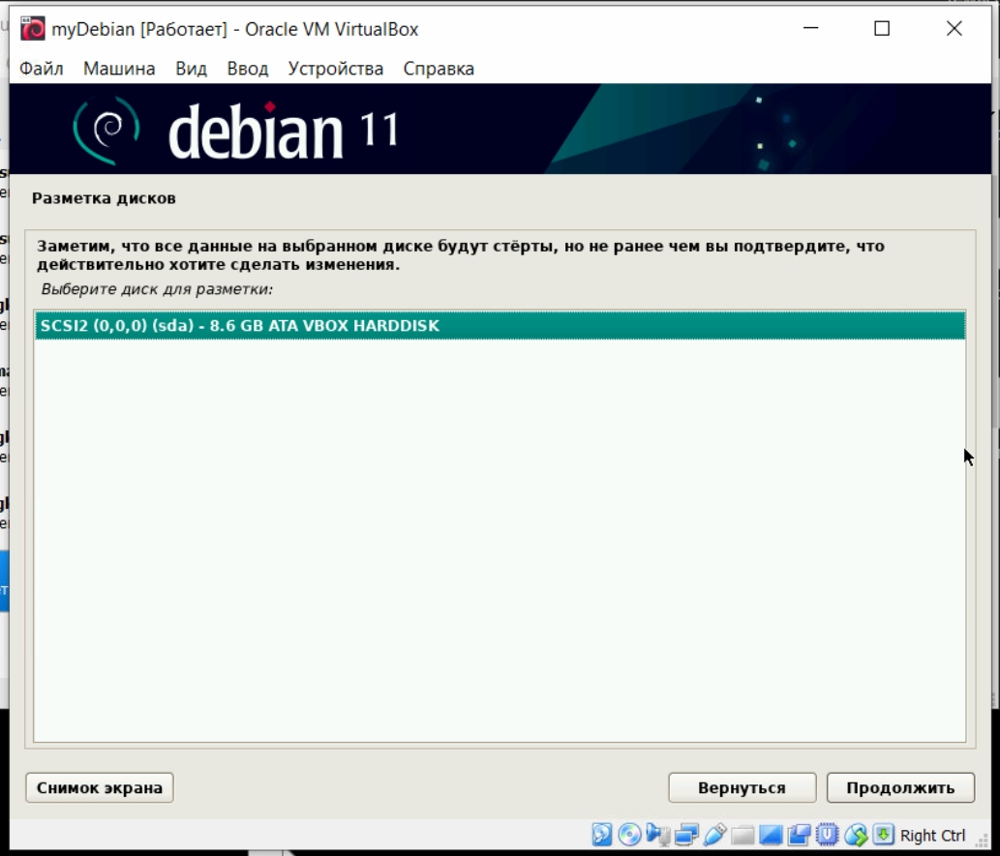 myDebian [Работает] - Oracle VM VirtualBox
Файл Машина Вид Ввод Устройства Справка
debian 11
Разметка дисков
Заметим, что все данные на выбранном диске будут стёрты, но не ранее чем вы подтвердите, что
действительно хотите сделать изменения.
Выберите диск для разметки:
SCSI2 (0,0,0) (sda) - 8.6 GB ATA VBOX HARDDISK
Снимок экрана Вернуться Продолжить
Right Ctrl